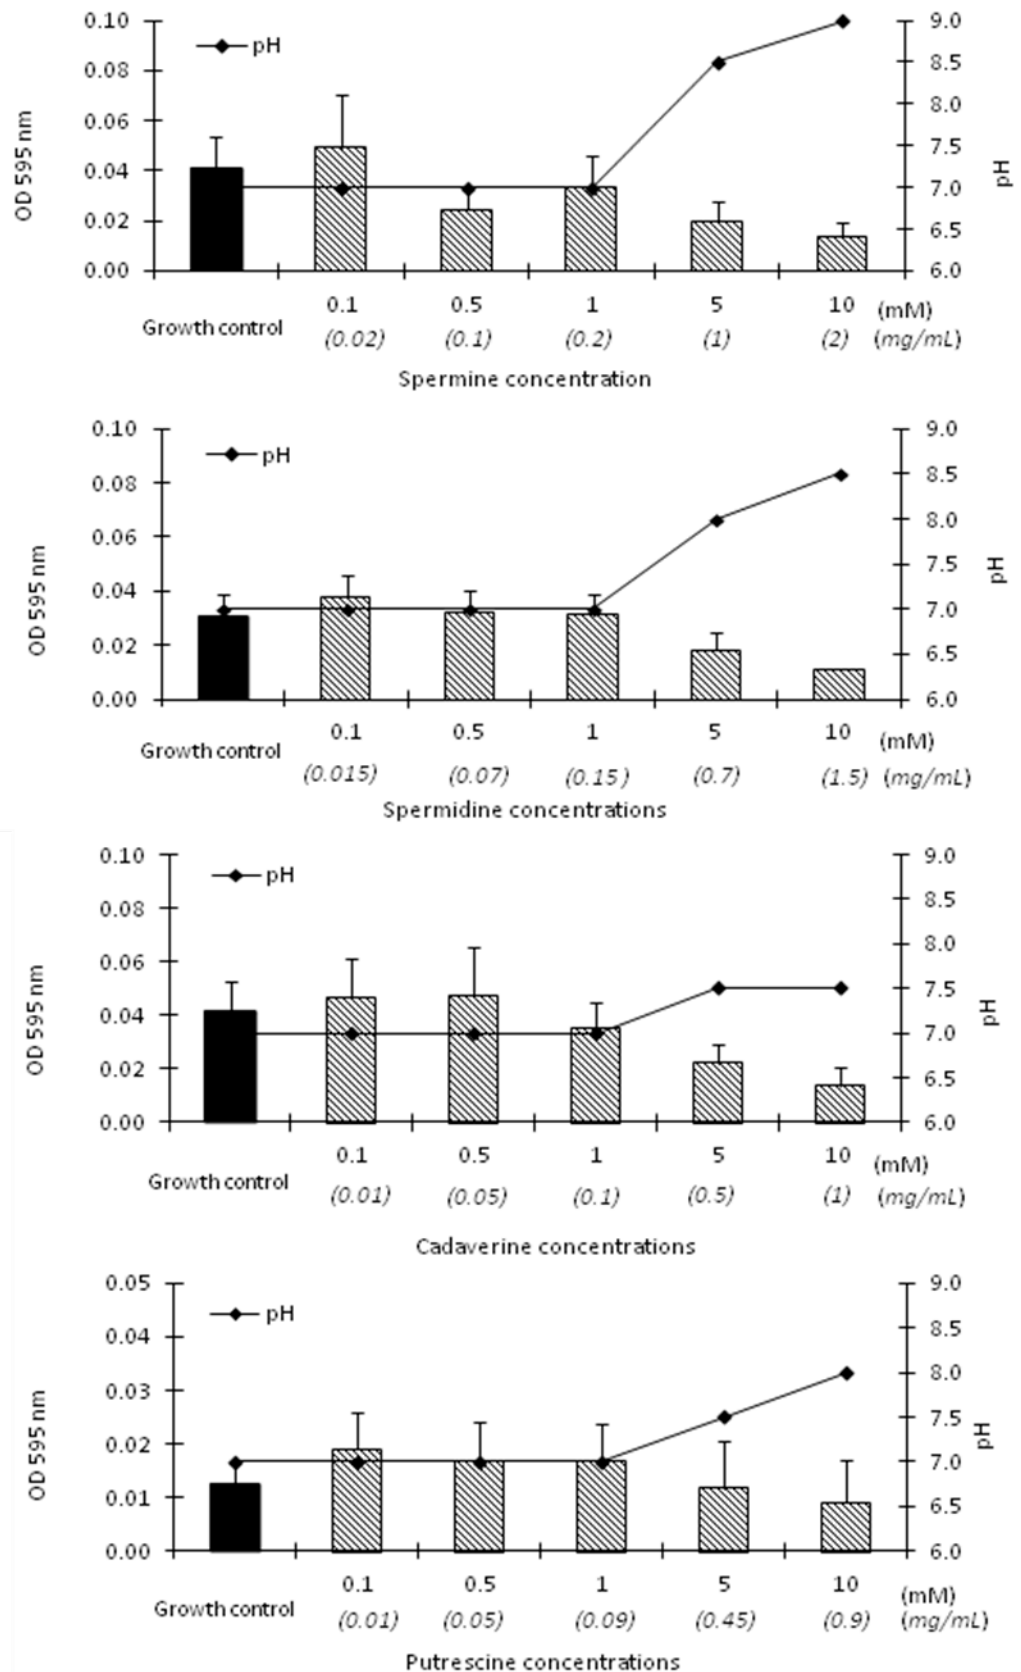 0.10 9.0
pH
8.5
0.08
8.0
0.06
7.5
OD 595 nm pH
0.04
7.0
0.02
6.5
0.00 6.0
0.1 0.5 1 5 10 (mM)
Growth control (0.02) (0.1) (0.2) (1) (2) (mg/mL)
Spermine concentration
0.10 9.0
pH
8.5
0.08
8.0
0.06
7.5
OD 595 nm pH
0.04
7.0
0.02
6.5
0.00 6.0
0.1 0.5 1 5 10 (mM)
Growth control
(0.015) (0.07) (0.15) (0.7) (1.5) (mg/mL)
Spermidine concentrations
0.10 9.0
pH
8.5
0.08
8.0
0.06
7.5
OD 595 nm pH
0.04
7.0
0.02
6.5
0.00 6.0
0.1 0.5 1 5 10 (mM)
Growth control (0.01) (0.05) (0.1) (0.5) (1) (mg/mL)
Cadaverine concentrations
0.05 9.0
pH
8.5
0.04
8.0
0.03
7.5
OD 595 nm pH
0.02
7.0
0.01
6.5
0.00 6.0
0.1 0.5 1 5 10 (mM)
Growth control (0.01) (0.05) (0.09) (0.45) (0.9) (mg/mL)
Putrescine concentrations